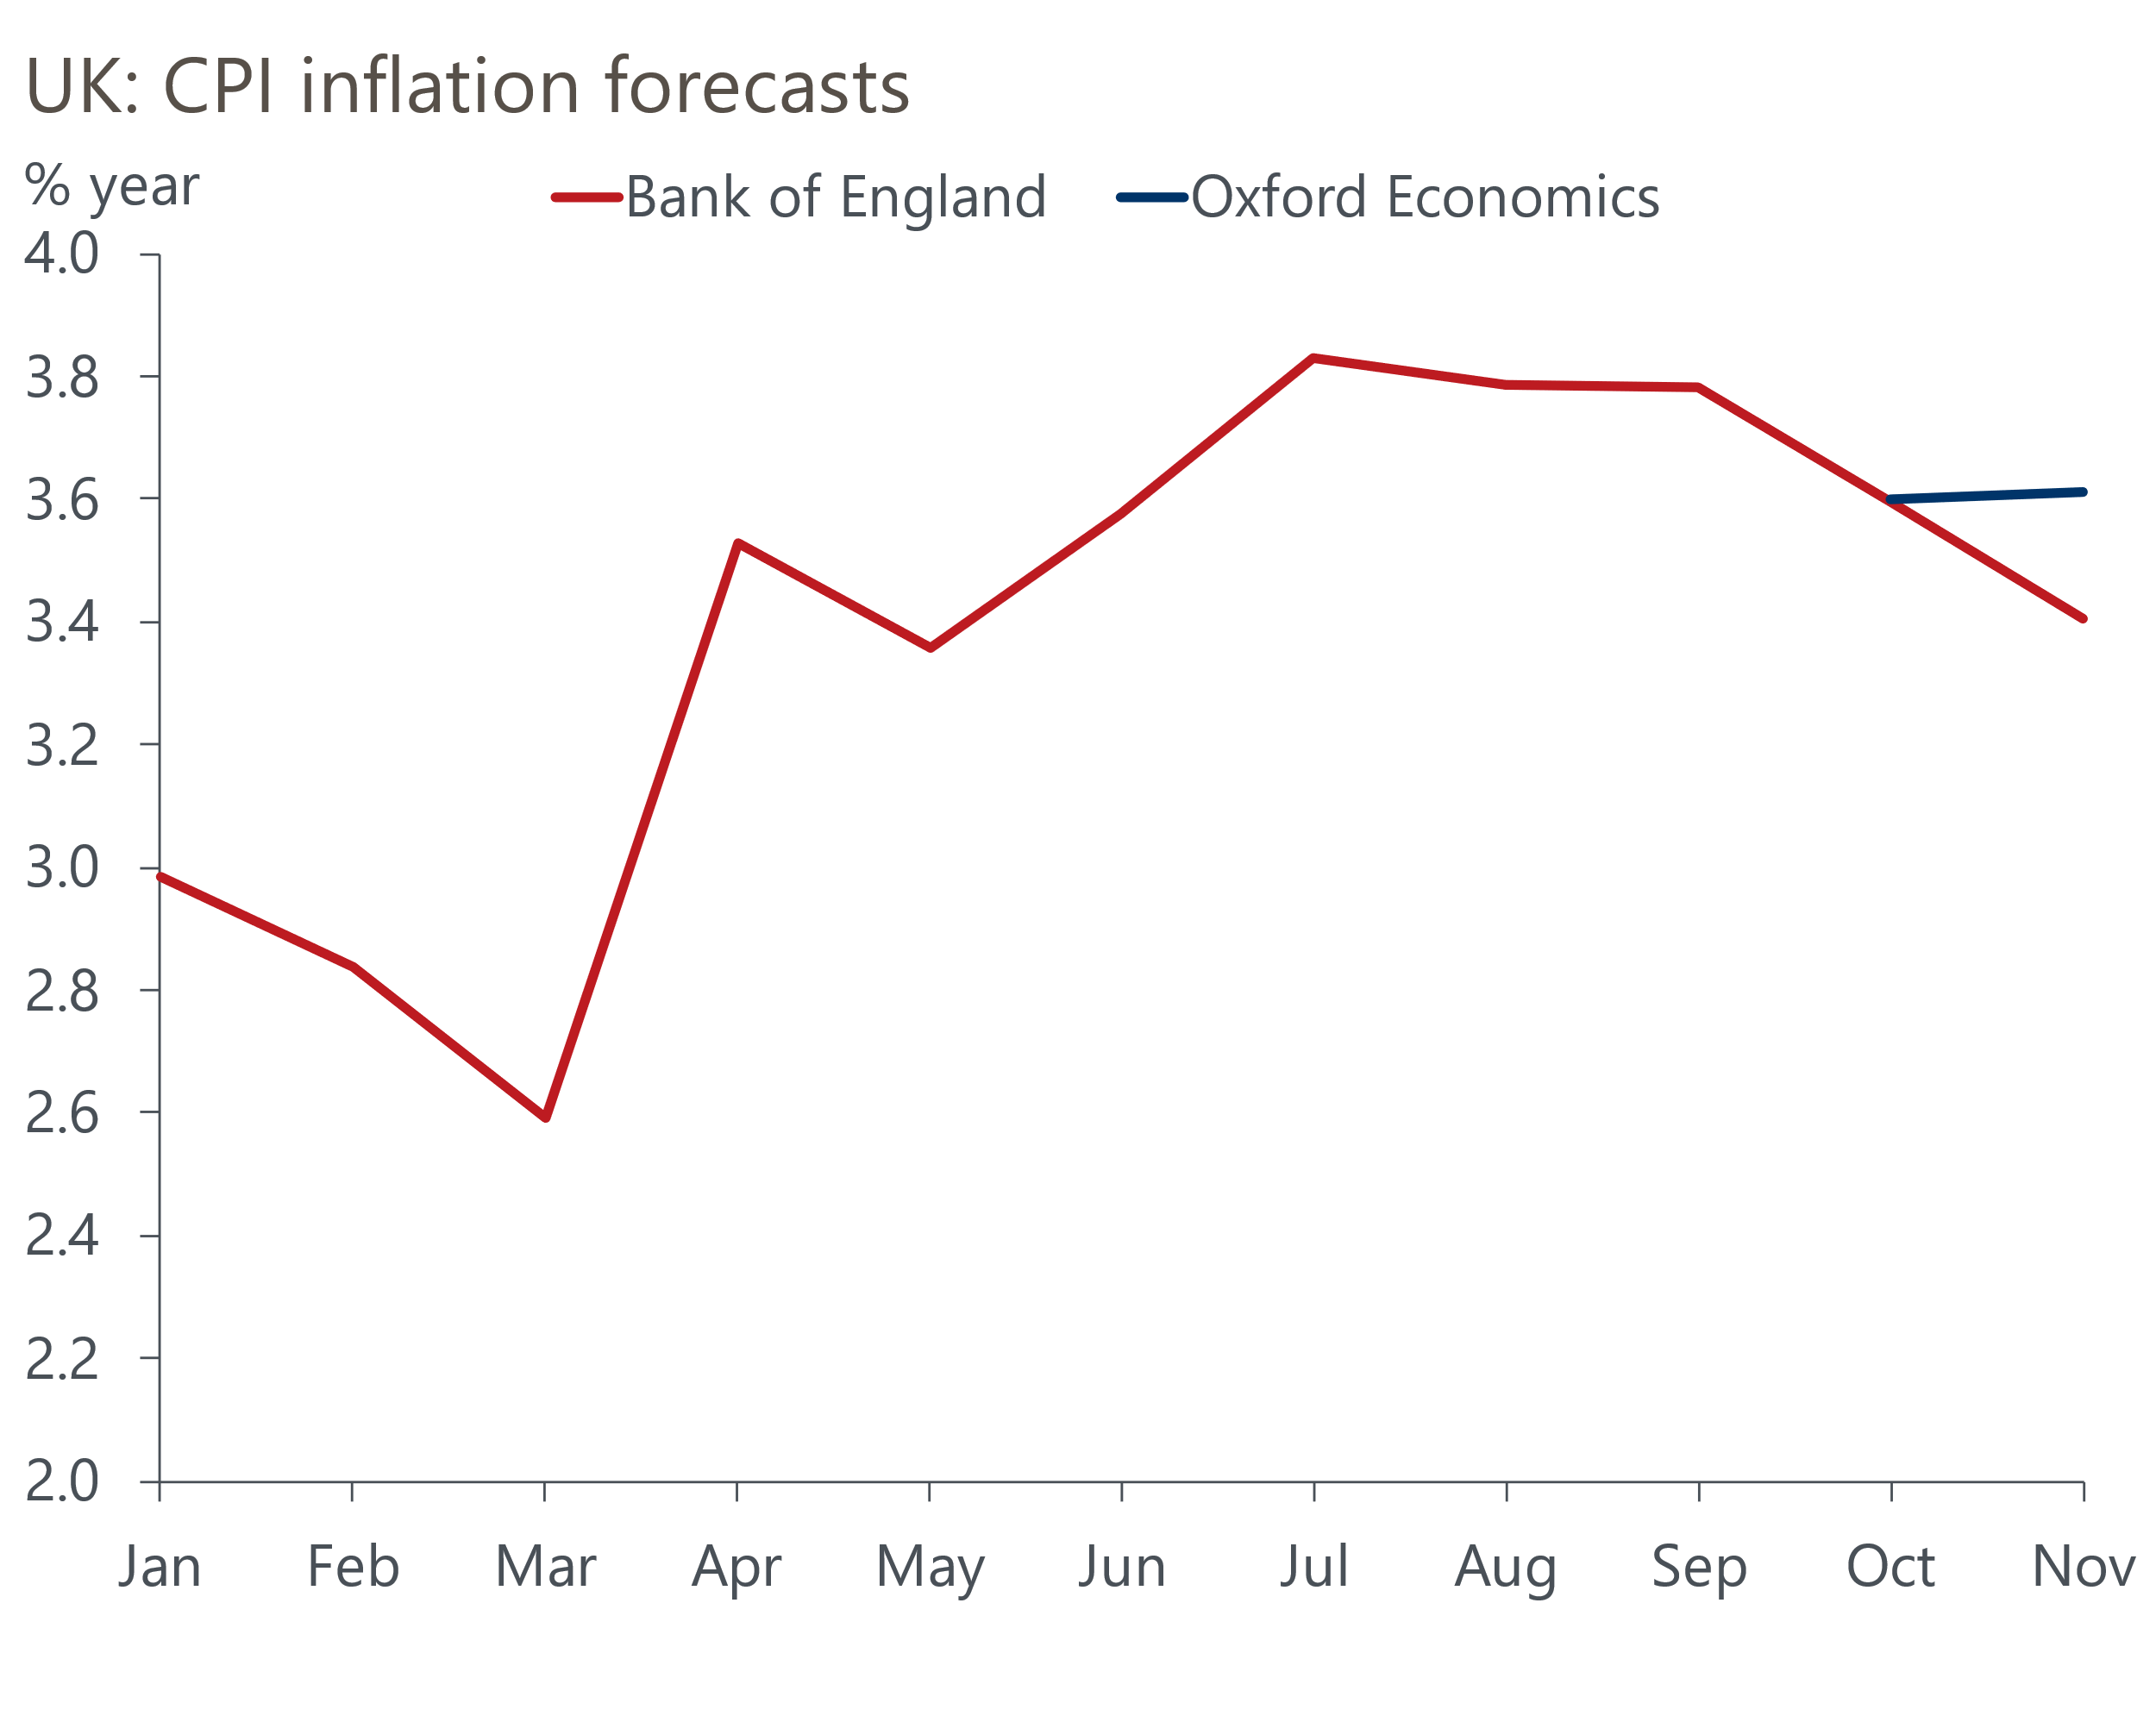 UK: CPI inflation forecasts
% year
Bank of England Oxford Economics
4.0
3.8
3.6
3.4
3.2
3.0
2.8
2.6
2.4
2.2
2.0
Jan Feb Mar Apr May Jun Jul Aug Sep Oct Nov